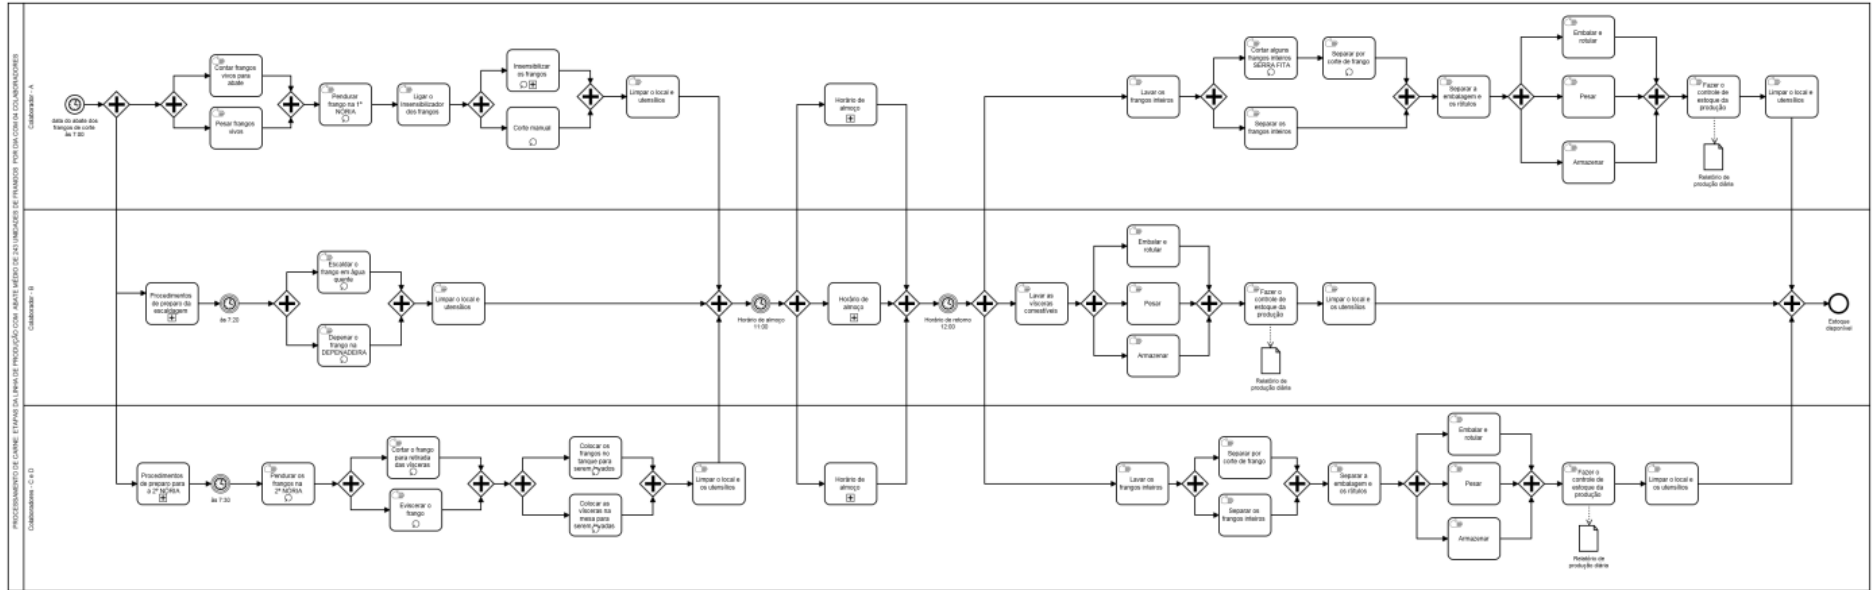 PROCESSAMENTO DE CARNE: ETAPAS DA LINHA DE PRODUÇÃO COM ABATE MÉDIO DE 243 UNIDADES DE FRANGOS POR DIA COM 04 COLABORADORES
Colaborador - A
data do abate dos
frangos de corte
às 7:00
Contar frangos
vivos para
abate
Pesar frangos
vivos
Pendurar
frango na 1ª
NÓRIA
Ligar o
insensibilizador
dos frangos
Insensibilizar
os frangos
Corte manual
Limpar o local e
utensílios
Horário de
almoço
Lavar os
frangos inteiros
Cortar alguns
frangos inteiros
SERRA FITA
Separar por
corte de frango
Separar os
frangos inteiros
Separar a
embalagem e
os rótulos
Embalar e
rotular
Pesar
Armazenar
Fazer o
controle de
estoque da
produção
Relatório de
produção diária
Limpar o local e
utensílios
Colaborador - B
Procedimentos
de preparo da
escaldagem
às 7:20
Escaldar o
frango em água
quente
Depenar o
frango na
DEPENADEIRA
Limpar o local e
utensílios
Horário de almoço
11:00
Horário de
almoço
Horário de retorno
12:00
Lavar as
vísceras
comestíveis
Embalar e
rotular
Pesar
Armazenar
Fazer o
controle de
estoque da
produção
Relatório de
produção diária
Limpar o local e
os utensílios
Estoque
disponível
Colaboradores - C e D
Procedimentos
de preparo para
a 2ª NÓRIA
às 7:30
Pendurar os
frangos na
2ª NÓRIA
Cortar o frango
para retirada
das vísceras
Eviscerar o
frango
Colocar os
frangos no
tanque para
serem lavados
Colocar as
vísceras na
mesa para
serem lavadas
Limpar o local e
os utensílios
Horário de
almoço
Lavar os
frangos inteiros
Separar por
corte de frango
Separar os
frangos inteiros
Separar a
embalagem e
os rótulos
Embalar e
rotular
Pesar
Armazenar
Fazer o
controle de
estoque da
produção
Relatório de
produção diária
Limpar o local e
os utensílios